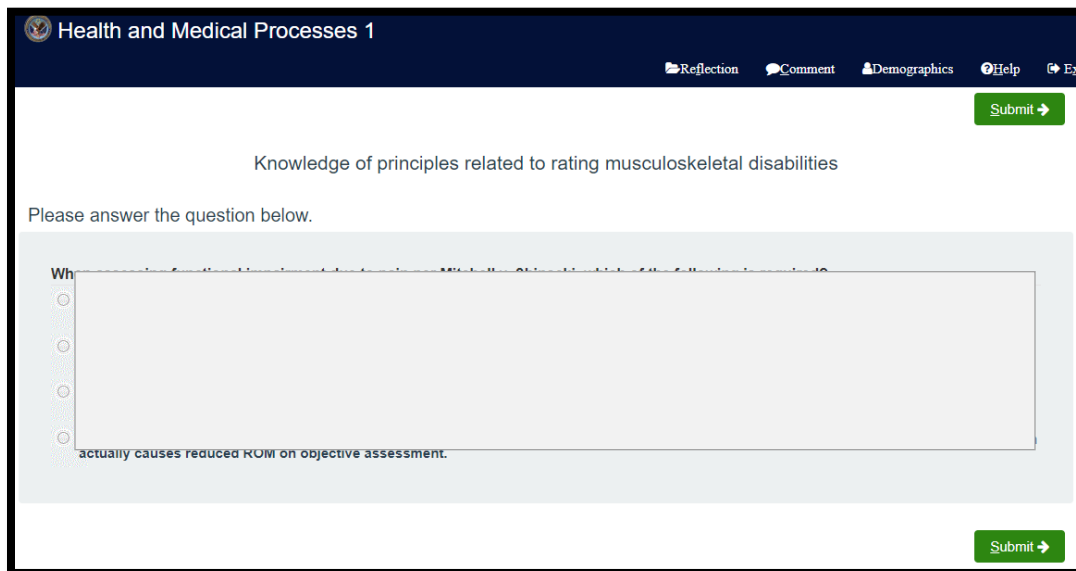 Health and Medical Processes 1
Reflection Comment Demographics Help
Submit
Knowledge of principles related to rating musculoskeletal disabilities
Please answer the question below.
actually causes reduced ROM on objective assessment.
Submit